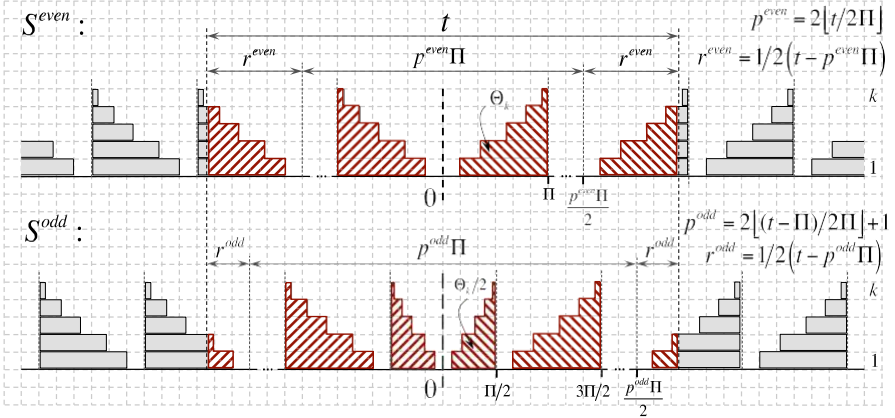 S^{even} :
t
p^{even} = 2⌊t/2Π⌋
r^{even}
p^{even}Π
r^{even}
r^{even} = 1/2(t − p^{even}Π)
k
Θ_k
1
0
Π
p^{even}Π/2
...
...
S^{odd} :
p^{odd} = 2⌊(t − Π)/2Π⌋ + 1
r^{odd}
p^{odd}Π
r^{odd}
r^{odd} = 1/2(t − p^{odd}Π)
k
Θ_k/2
1
...
...
0
Π/2
3Π/2
p^{odd}Π/2